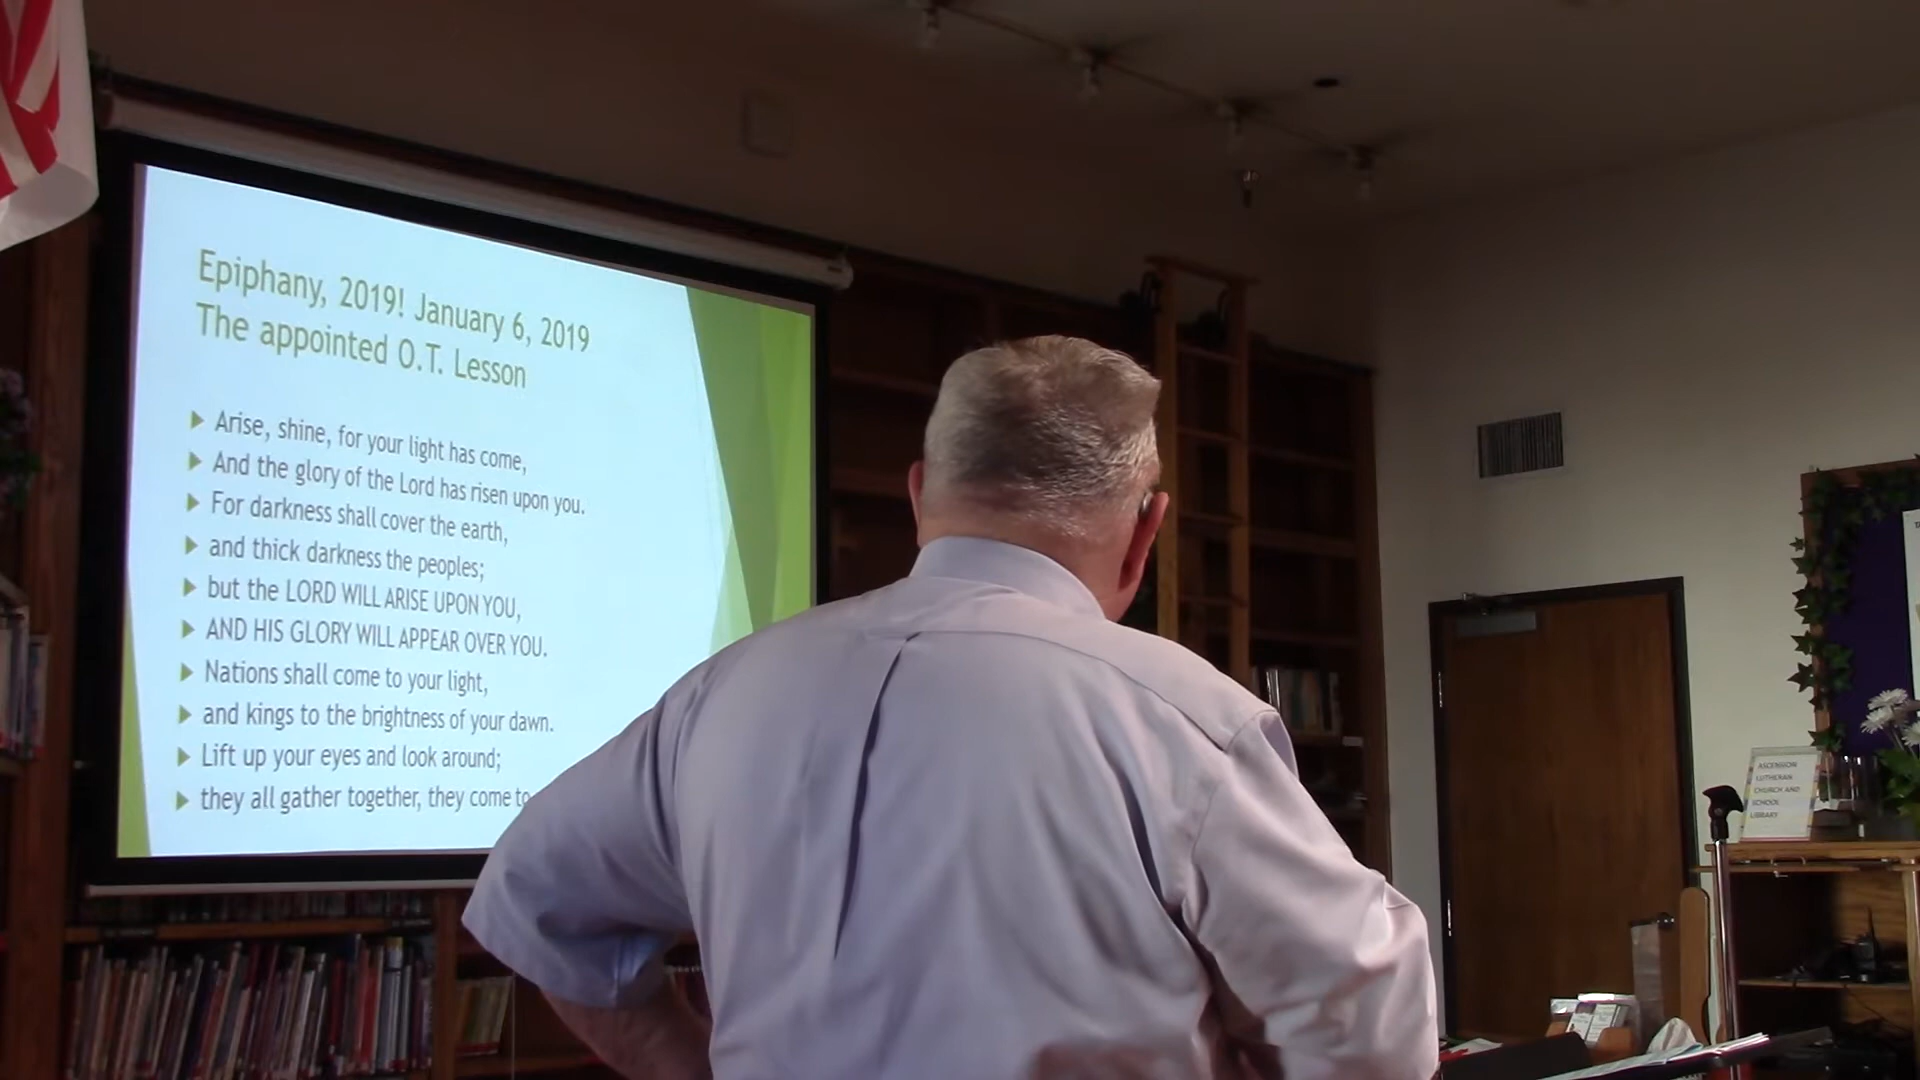 Epiphany, 2019! January 6, 2019
The appointed O.T. Lesson
Arise, shine, for your light has come,
And the glory of the Lord has risen upon you.
For darkness shall cover the earth,
and thick darkness the peoples;
but the LORD WILL ARISE UPON YOU,
AND HIS GLORY WILL APPEAR OVER YOU.
Nations shall come to your light,
and kings to the brightness of your dawn.
Lift up your eyes and look around;
they all gather together, they come to
ASCENSION
LUTHERAN
CHURCH AND
SCHOOL
LIBRARY